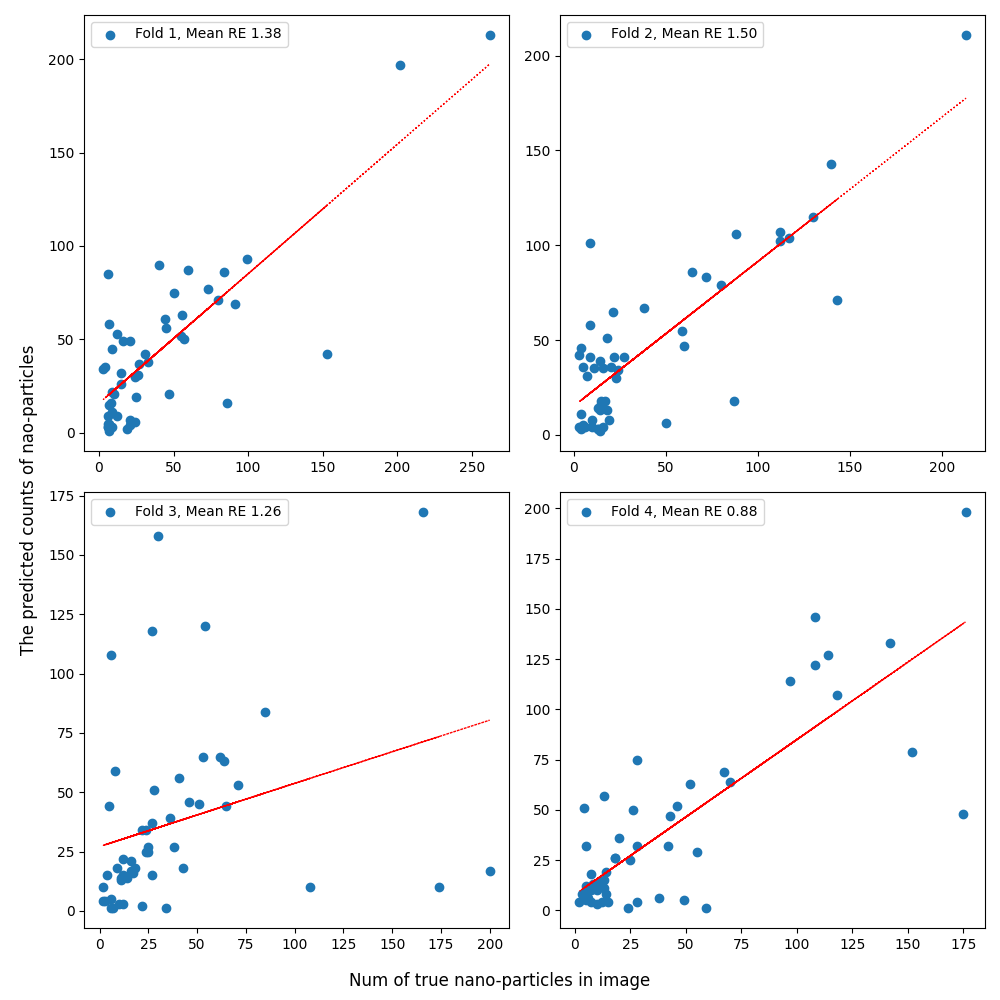 Fold 1, Mean RE 1.38
200
150
100
50
0
0 50 100 150 200 250
Fold 2, Mean RE 1.50
200
150
100
50
0
0 50 100 150 200
The predicted counts of nao-particles
Fold 3, Mean RE 1.26
175
150
125
100
75
50
25
0
0 25 50 75 100 125 150 175 200
Fold 4, Mean RE 0.88
200
175
150
125
100
75
50
25
0
0 25 50 75 100 125 150 175
Num of true nano-particles in image